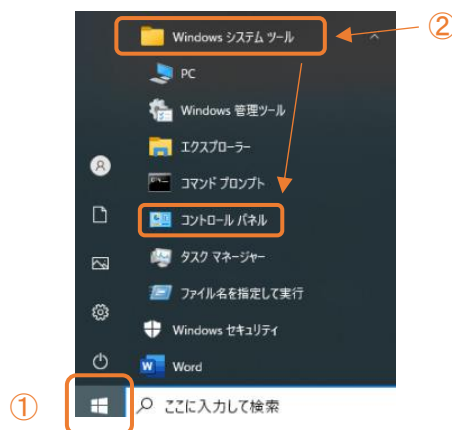 Windows システム ツール
②
PC
Windows 管理ツール
エクスプローラー
コマンド プロンプト
コントロール パネル
タスク マネージャー
ファイル名を指定して実行
Windows セキュリティ
Word
①
ここに入力して検索